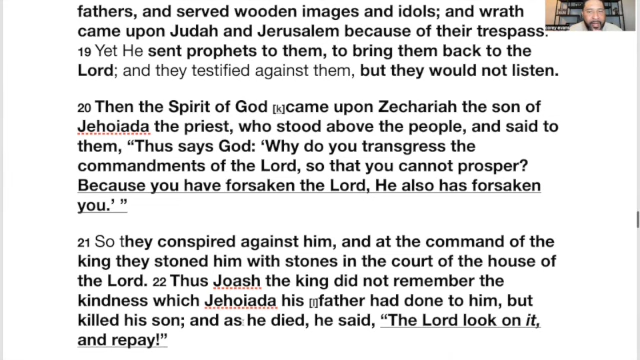 fathers, and served wooden images and idols; and wrath
came upon Judah and Jerusalem because of their trespass.
19 Yet He sent prophets to them, to bring them back to the
Lord; and they testified against them, but they would not listen.
20 Then the Spirit of God [k]came upon Zechariah the son of
Jehoiada the priest, who stood above the people, and said to
them, “Thus says God: ‘Why do you transgress the
commandments of the Lord, so that you cannot prosper?
Because you have forsaken the Lord, He also has forsaken
you.’ ”
21 So they conspired against him, and at the command of the
king they stoned him with stones in the court of the house of
the Lord. 22 Thus Joash the king did not remember the
kindness which Jehoiada his [l]father had done to him, but
killed his son; and as he died, he said, “The Lord look on it,
and repay!”